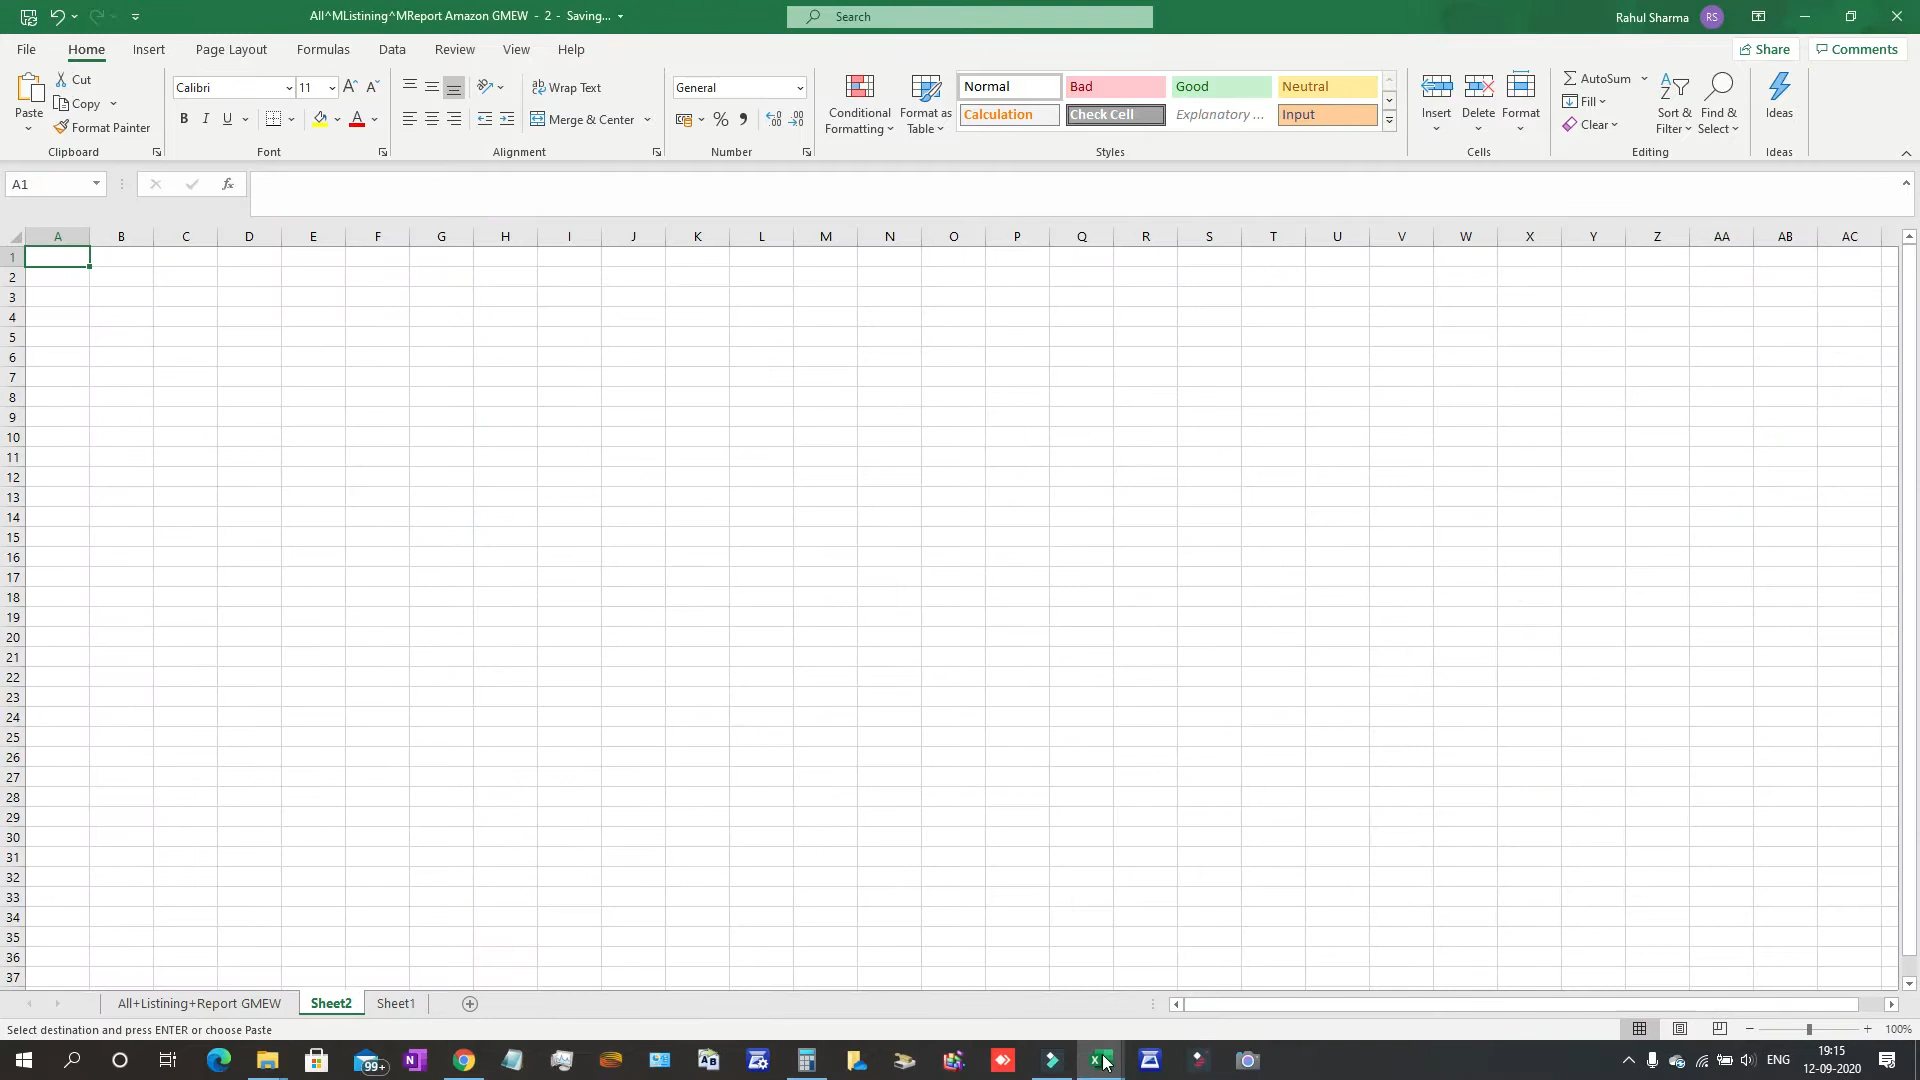 All^MListining^MReport Amazon GMEW - 2 - Saving...
Search
Rahul Sharma RS
File Home Insert Page Layout Formulas Data Review View Help
Share Comments
Paste Cut Copy Format Painter
Calibri 11
B I U A
Wrap Text
Merge & Center
General
% 9
Conditional Formatting
Format as Table
Normal Bad Good Neutral
Calculation Check Cell Explanatory ... Input
Insert Delete Format
AutoSum Fill Clear
Sort & Filter
Find & Select
Ideas
Clipboard Font Alignment Number Styles Cells Editing Ideas
A1 fx
A B C D E F G H I J K L M N O P Q R S T U V W X Y Z AA AB AC
1
2
3
4
5
6
7
8
9
10
11
12
13
14
15
16
17
18
19
20
21
22
23
24
25
26
27
28
29
30
31
32
33
34
35
36
37
All+Listining+Report GMEW Sheet2 Sheet1
Select destination and press ENTER or choose Paste
100%
99+
ENG
19:15
12-09-2020